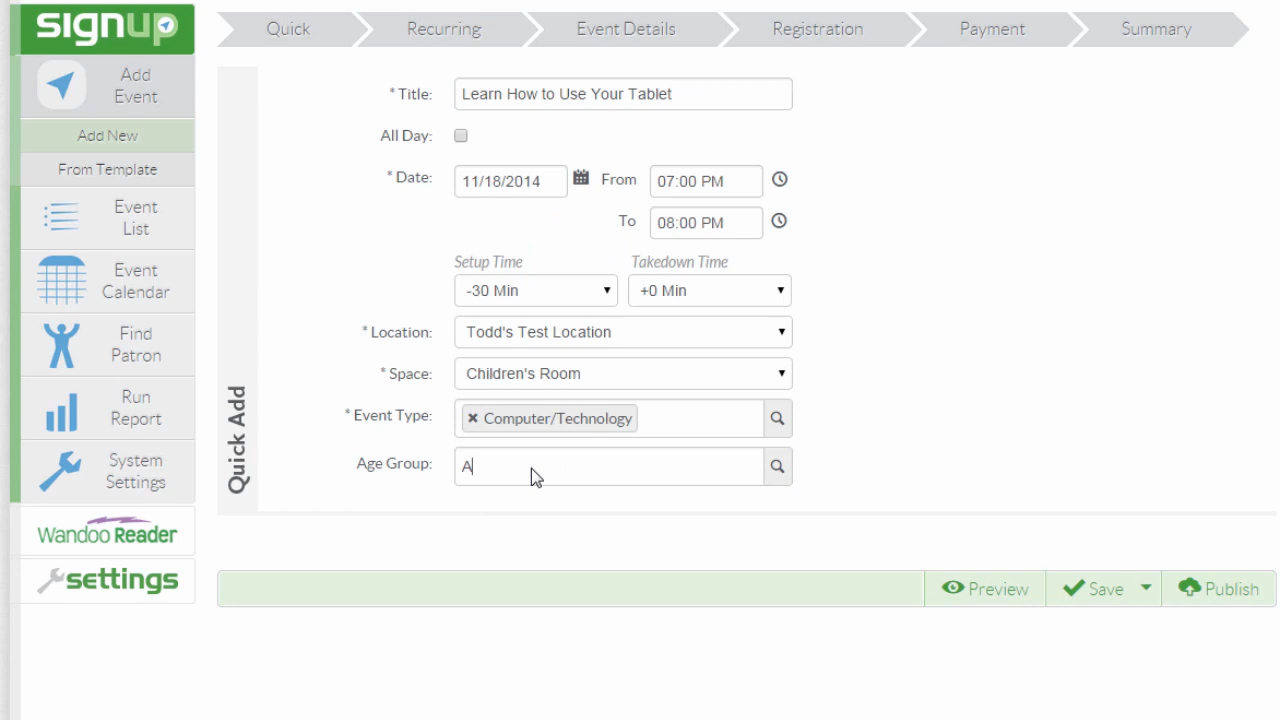 signup
Quick
Recurring
Event Details
Registration
Payment
Summary
Add
Event
Add New
From Template
Event
List
Event
Calendar
Find
Patron
Run
Report
System
Settings
Wandoo Reader
settings
Quick Add
* Title:
Learn How to Use Your Tablet
All Day:
* Date:
11/18/2014
From
07:00 PM
To
08:00 PM
Setup Time
Takedown Time
-30 Min
+0 Min
* Location:
Todd's Test Location
* Space:
Children's Room
* Event Type:
× Computer/Technology
Age Group:
A
Preview
Save
Publish